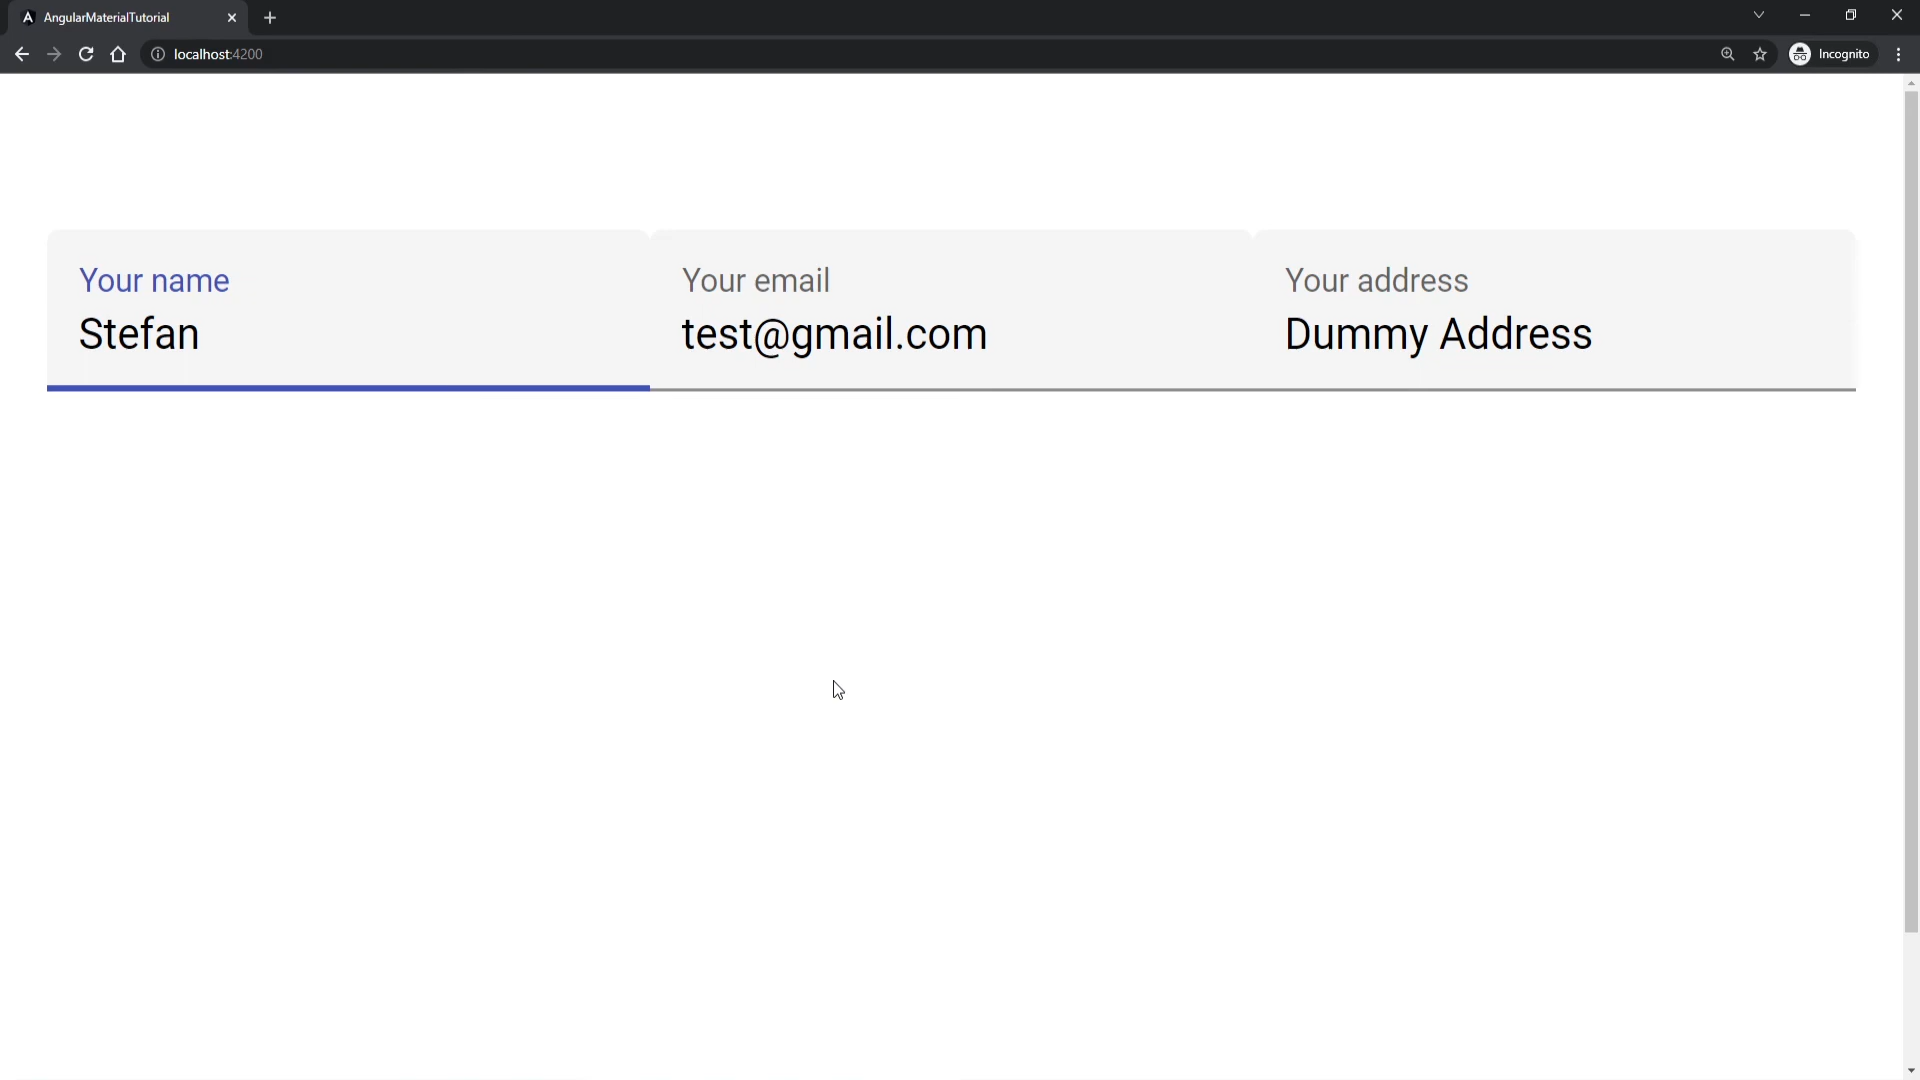 AngularMaterialTutorial
localhost:4200
Incognito
Your name
Stefan
Your email
test@gmail.com
Your address
Dummy Address